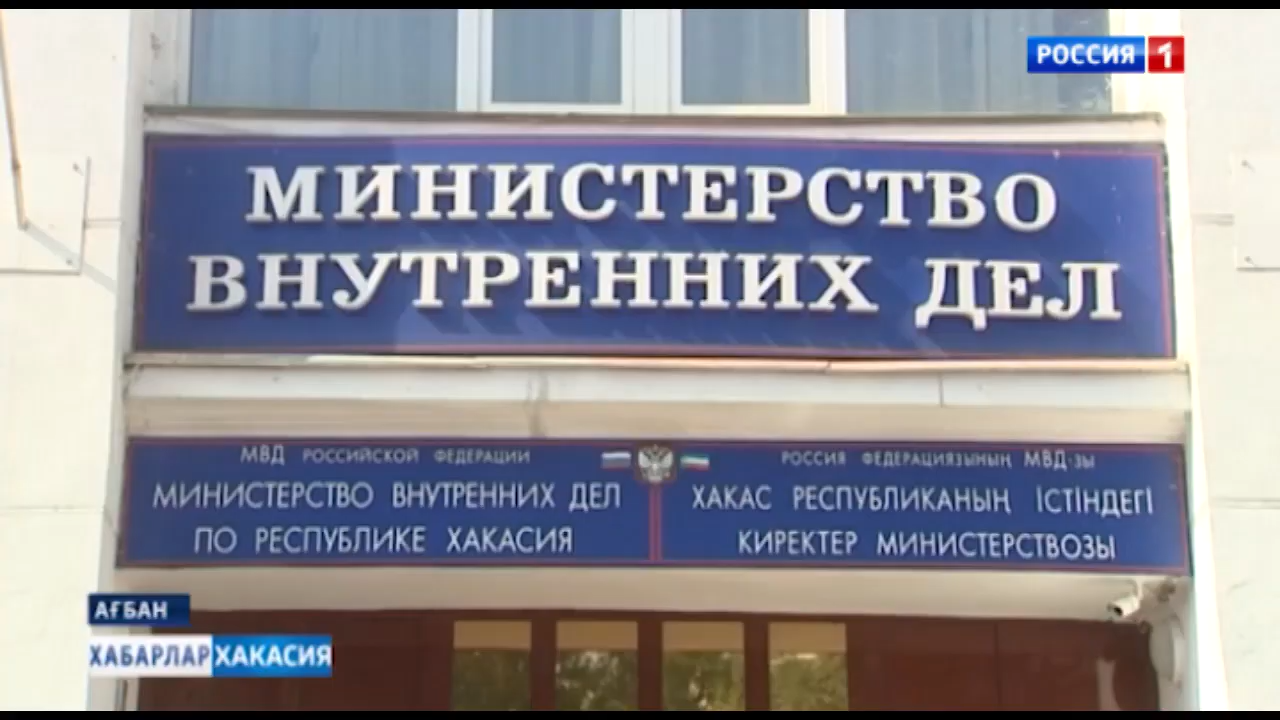 РОССИЯ 1
МИНИСТЕРСТВО
ВНУТРЕННИХ ДЕЛ
МВД РОССИЙСКОЙ ФЕДЕРАЦИИ
МИНИСТЕРСТВО ВНУТРЕННИХ ДЕЛ
ПО РЕСПУБЛИКЕ ХАКАСИЯ
РОССИЯ ФЕДЕРАЦИЯЗЫНЫҢ МВД-зы
ХАКАС РЕСПУБЛИКАНЫҢ ІСТІНДЕГІ
КИРЕКТЕР МИНИСТЕРСТВОЗЫ
АҒБАН
ХАБАРЛАР ХАКАСИЯ